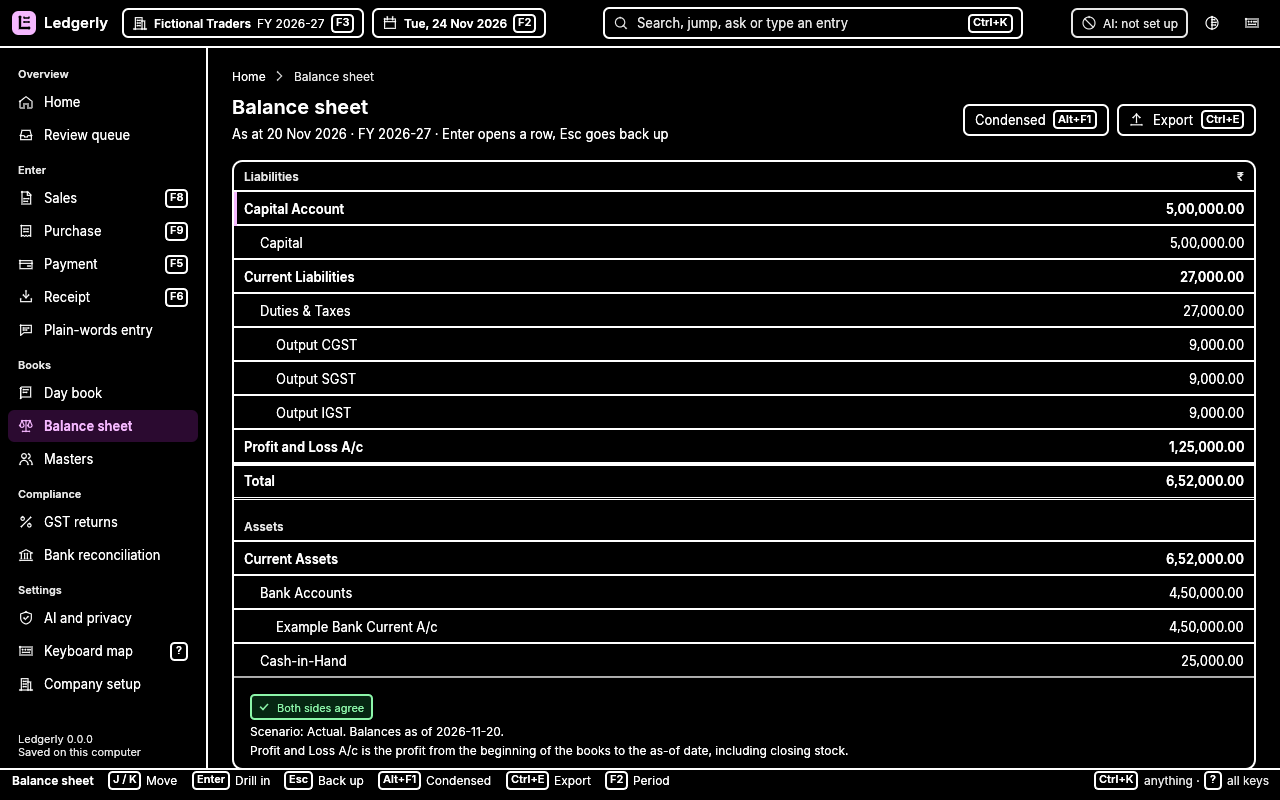 Ledgerly
Fictional Traders FY 2026-27 F3
Tue, 24 Nov 2026 F2
Search, jump, ask or type an entry Ctrl+K
AI: not set up
Overview
Home
Review queue
Enter
Sales F8
Purchase F9
Payment F5
Receipt F6
Plain-words entry
Books
Day book
Balance sheet
Masters
Compliance
GST returns
Bank reconciliation
Settings
AI and privacy
Keyboard map ?
Company setup
Ledgerly 0.0.0
Saved on this computer
Home > Balance sheet
Balance sheet
As at 20 Nov 2026 · FY 2026-27 · Enter opens a row, Esc goes back up
Condensed Alt+F1
Export Ctrl+E
Liabilities ₹
Capital Account 5,00,000.00
Capital 5,00,000.00
Current Liabilities 27,000.00
Duties & Taxes 27,000.00
Output CGST 9,000.00
Output SGST 9,000.00
Output IGST 9,000.00
Profit and Loss A/c 1,25,000.00
Total 6,52,000.00
Assets
Current Assets 6,52,000.00
Bank Accounts 4,50,000.00
Example Bank Current A/c 4,50,000.00
Cash-in-Hand 25,000.00
Both sides agree
Scenario: Actual. Balances as of 2026-11-20.
Profit and Loss A/c is the profit from the beginning of the books to the as-of date, including closing stock.
Balance sheet J / K Move Enter Drill in Esc Back up Alt+F1 Condensed Ctrl+E Export F2 Period Ctrl+K anything · ? all keys